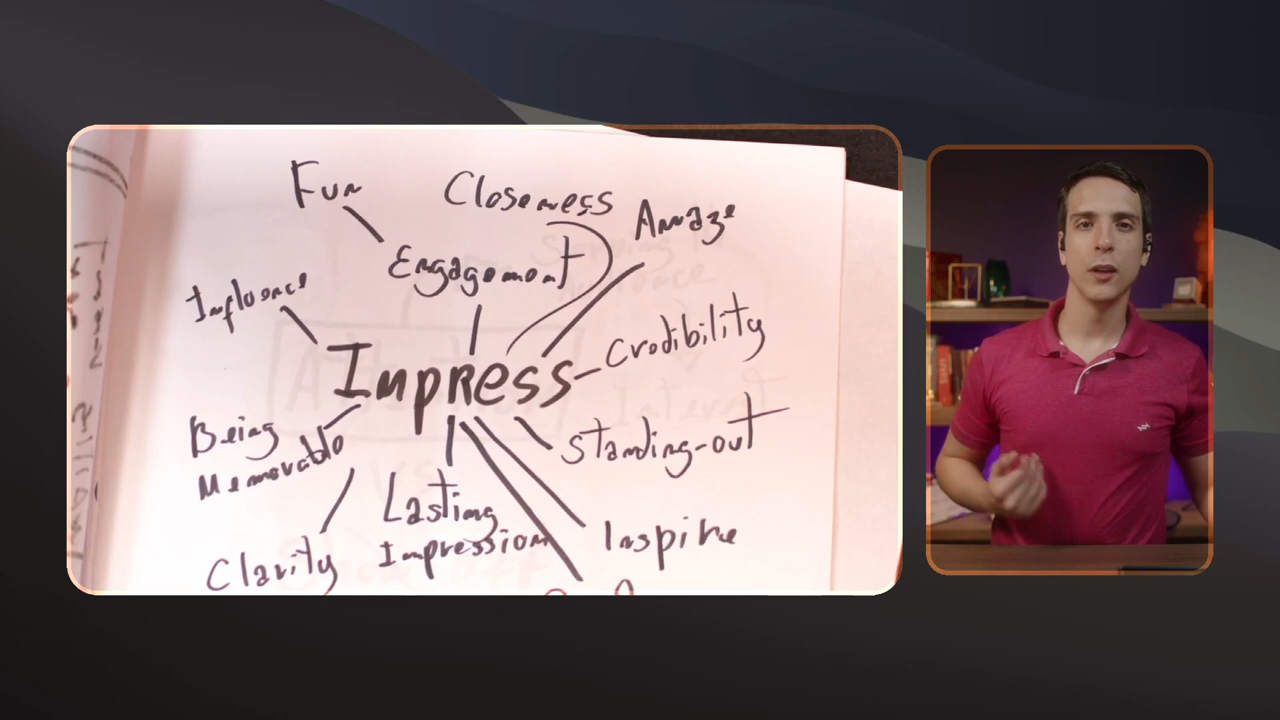 Fun
Closeness
Amaze
Engagement
Influence
Impress
Credibility
Being
Memorable
Standing-out
Lasting
Impression
Inspire
Clarity